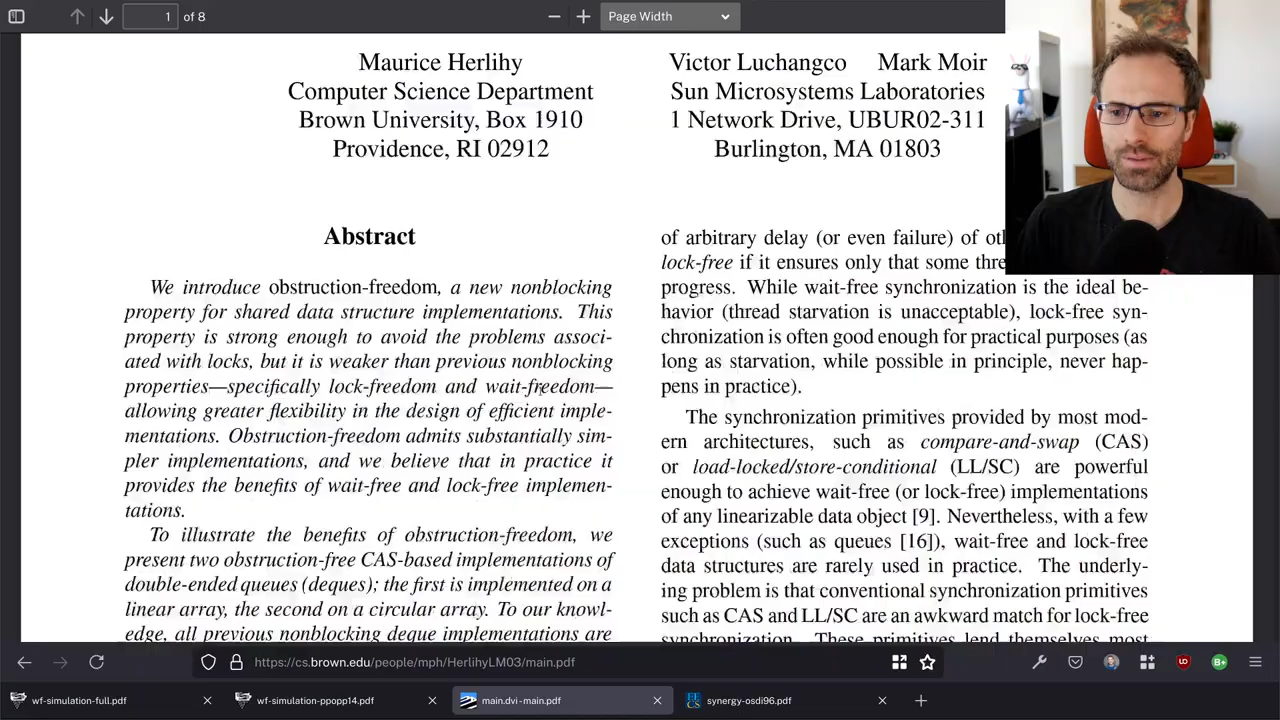 1 of 8
Page Width
Maurice Herlihy
Computer Science Department
Brown University, Box 1910
Providence, RI 02912
Victor Luchangco Mark Moir
Sun Microsystems Laboratories
1 Network Drive, UBUR02-311
Burlington, MA 01803
Abstract
We introduce obstruction-freedom, a new nonblocking
property for shared data structure implementations. This
property is strong enough to avoid the problems associ-
ated with locks, but it is weaker than previous nonblocking
properties—specifically lock-freedom and wait-freedom—
allowing greater flexibility in the design of efficient imple-
mentations. Obstruction-freedom admits substantially sim-
pler implementations, and we believe that in practice it
provides the benefits of wait-free and lock-free implemen-
tations.
To illustrate the benefits of obstruction-freedom, we
present two obstruction-free CAS-based implementations of
double-ended queues (deques); the first is implemented on a
linear array, the second on a circular array. To our knowl-
edge, all previous nonblocking deque implementations are
of arbitrary delay (or even failure) of
lock-free if it ensures only that some
progress. While wait-free synchronization is the ideal be-
havior (thread starvation is unacceptable), lock-free syn-
chronization is often good enough for practical purposes (as
long as starvation, while possible in principle, never hap-
pens in practice).
The synchronization primitives provided by most mod-
ern architectures, such as compare-and-swap (CAS)
or load-locked/store-conditional (LL/SC) are powerful
enough to achieve wait-free (or lock-free) implementations
of any linearizable data object [9]. Nevertheless, with a few
exceptions (such as queues [16]), wait-free and lock-free
data structures are rarely used in practice. The underly-
ing problem is that conventional synchronization primitives
such as CAS and LL/SC are an awkward match for lock-free
synchronization. These primitives lend themselves most
https://cs.brown.edu/people/mph/HerlihyLM03/main.pdf
wf-simulation-full.pdf
wf-simulation-ppopp14.pdf
main.dvi - main.pdf
synergy-osdi96.pdf